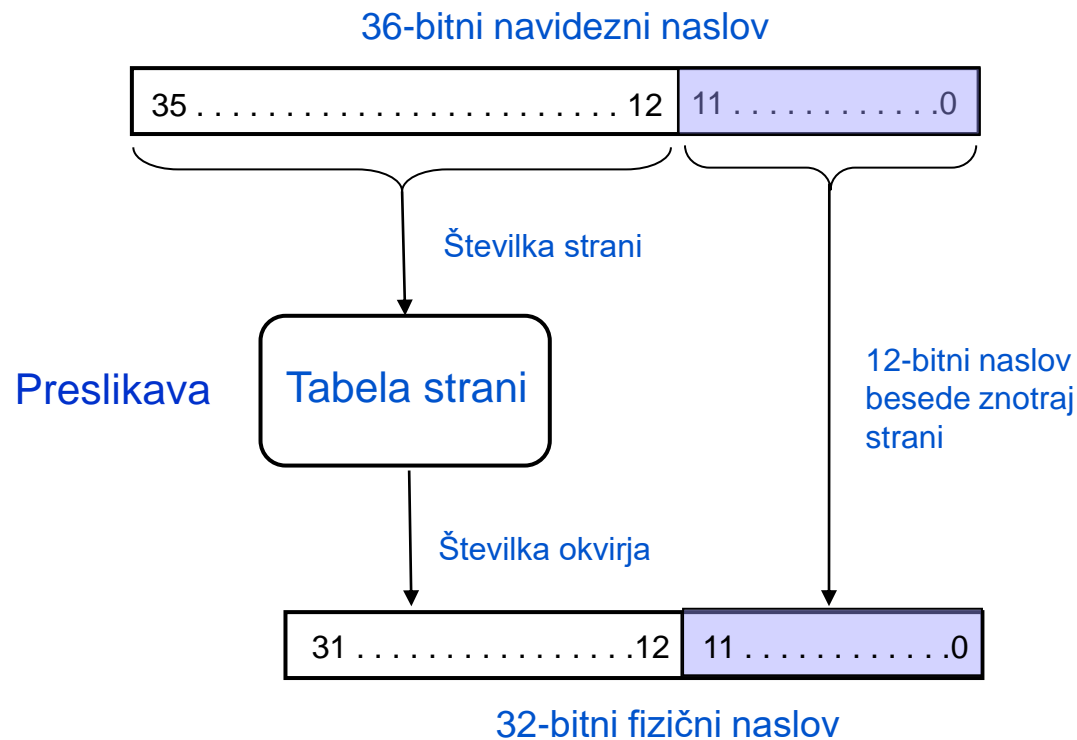 36-bitni navidezni naslov
35 . . . . . . . . . . . . . . . . . . . . . . . . 12 11 . . . . . . . . . . . .0
Številka strani
Preslikava Tabela strani
12-bitni naslov
besede znotraj
strani
Številka okvirja
31 . . . . . . . . . . . . . . . .12 11 . . . . . . . . . . . .0
32-bitni fizični naslov